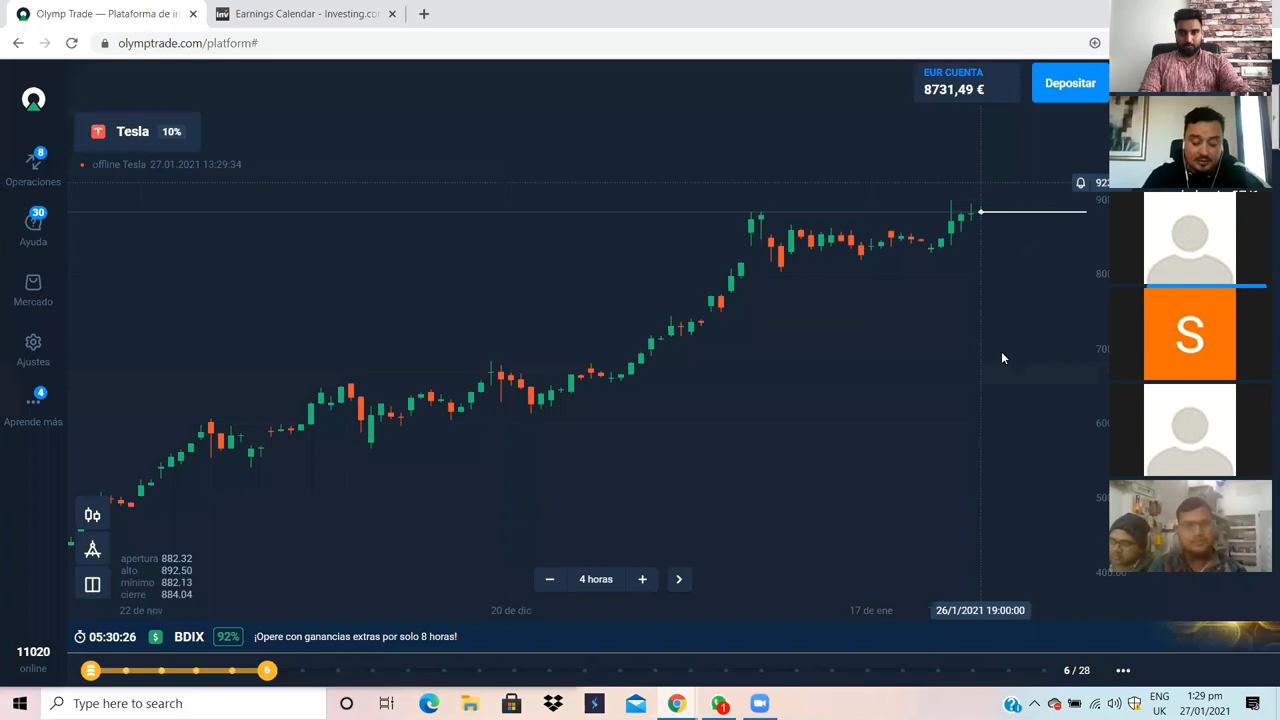 Olymp Trade — Plataforma de in
Earnings Calendar - Investing.con
olymptrade.com/platform#
EUR CUENTA
8731,49 €
Depositar
Tesla 10%
offline Tesla 27.01.2021 13:29:34
8
Operaciones
30
Ayuda
Mercado
Ajustes
4
Aprende más
11020
online
apertura 882.32
alto 892.50
mínimo 882.13
cierre 884.04
4 horas
22 de nov
20 de dic
17 de ene
26/1/2021 19:00:00
05:30:26 $ BDIX 92% ¡Opere con ganancias extras por solo 8 horas!
6
6 / 28
S
Type here to search
1
ENG
UK
1:29 pm
27/01/2021